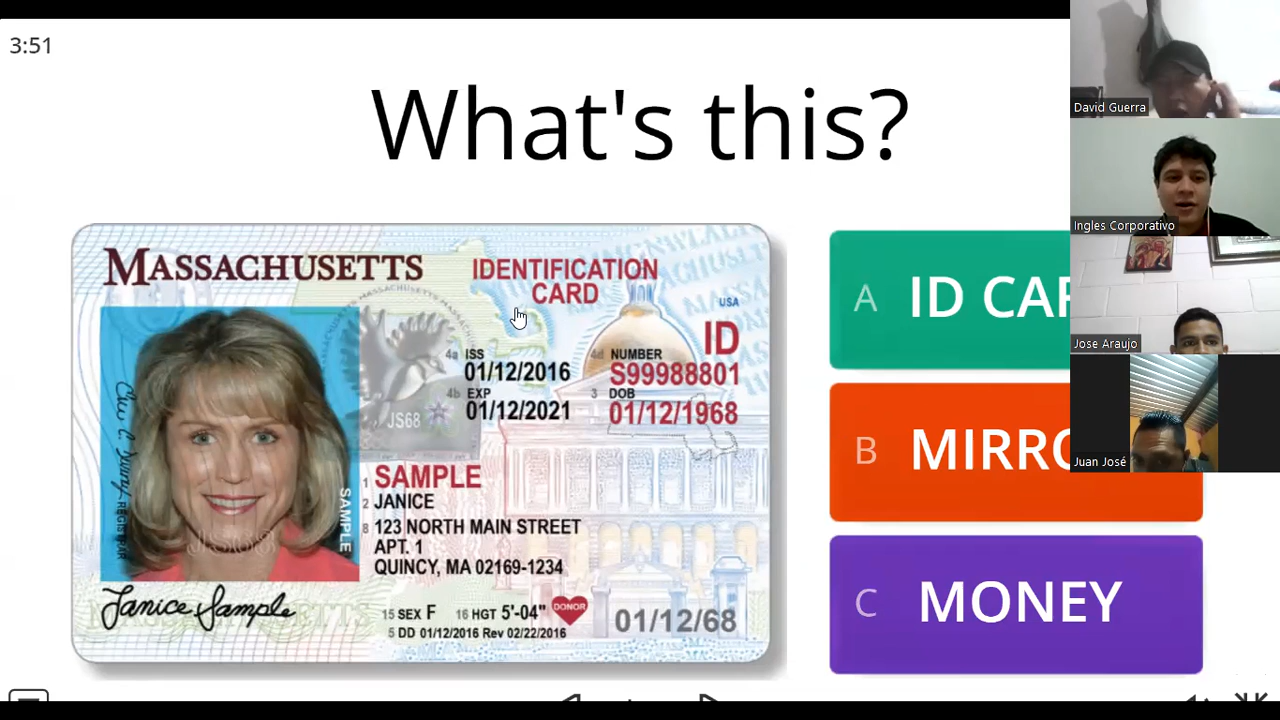 3:51
What's this?
MASSACHUSETTS
IDENTIFICATION
CARD
USA
ID
4a ISS
01/12/2016
4d NUMBER
S99988801
4b EXP
01/12/2021
3 DOB
01/12/1968
JS68
1 SAMPLE
2 JANICE
8 123 NORTH MAIN STREET
APT. 1
QUINCY, MA 02169-1234
SAMPLE
REGISTRAR
Janice Sample
15 SEX F 16 HGT 5'-04"
DONOR
5 DD 01/12/2016 Rev 02/22/2016
01/12/68
A ID CAR
B MIRRO
C MONEY
David Guerra
Ingles Corporativo
Jose Araujo
Juan José